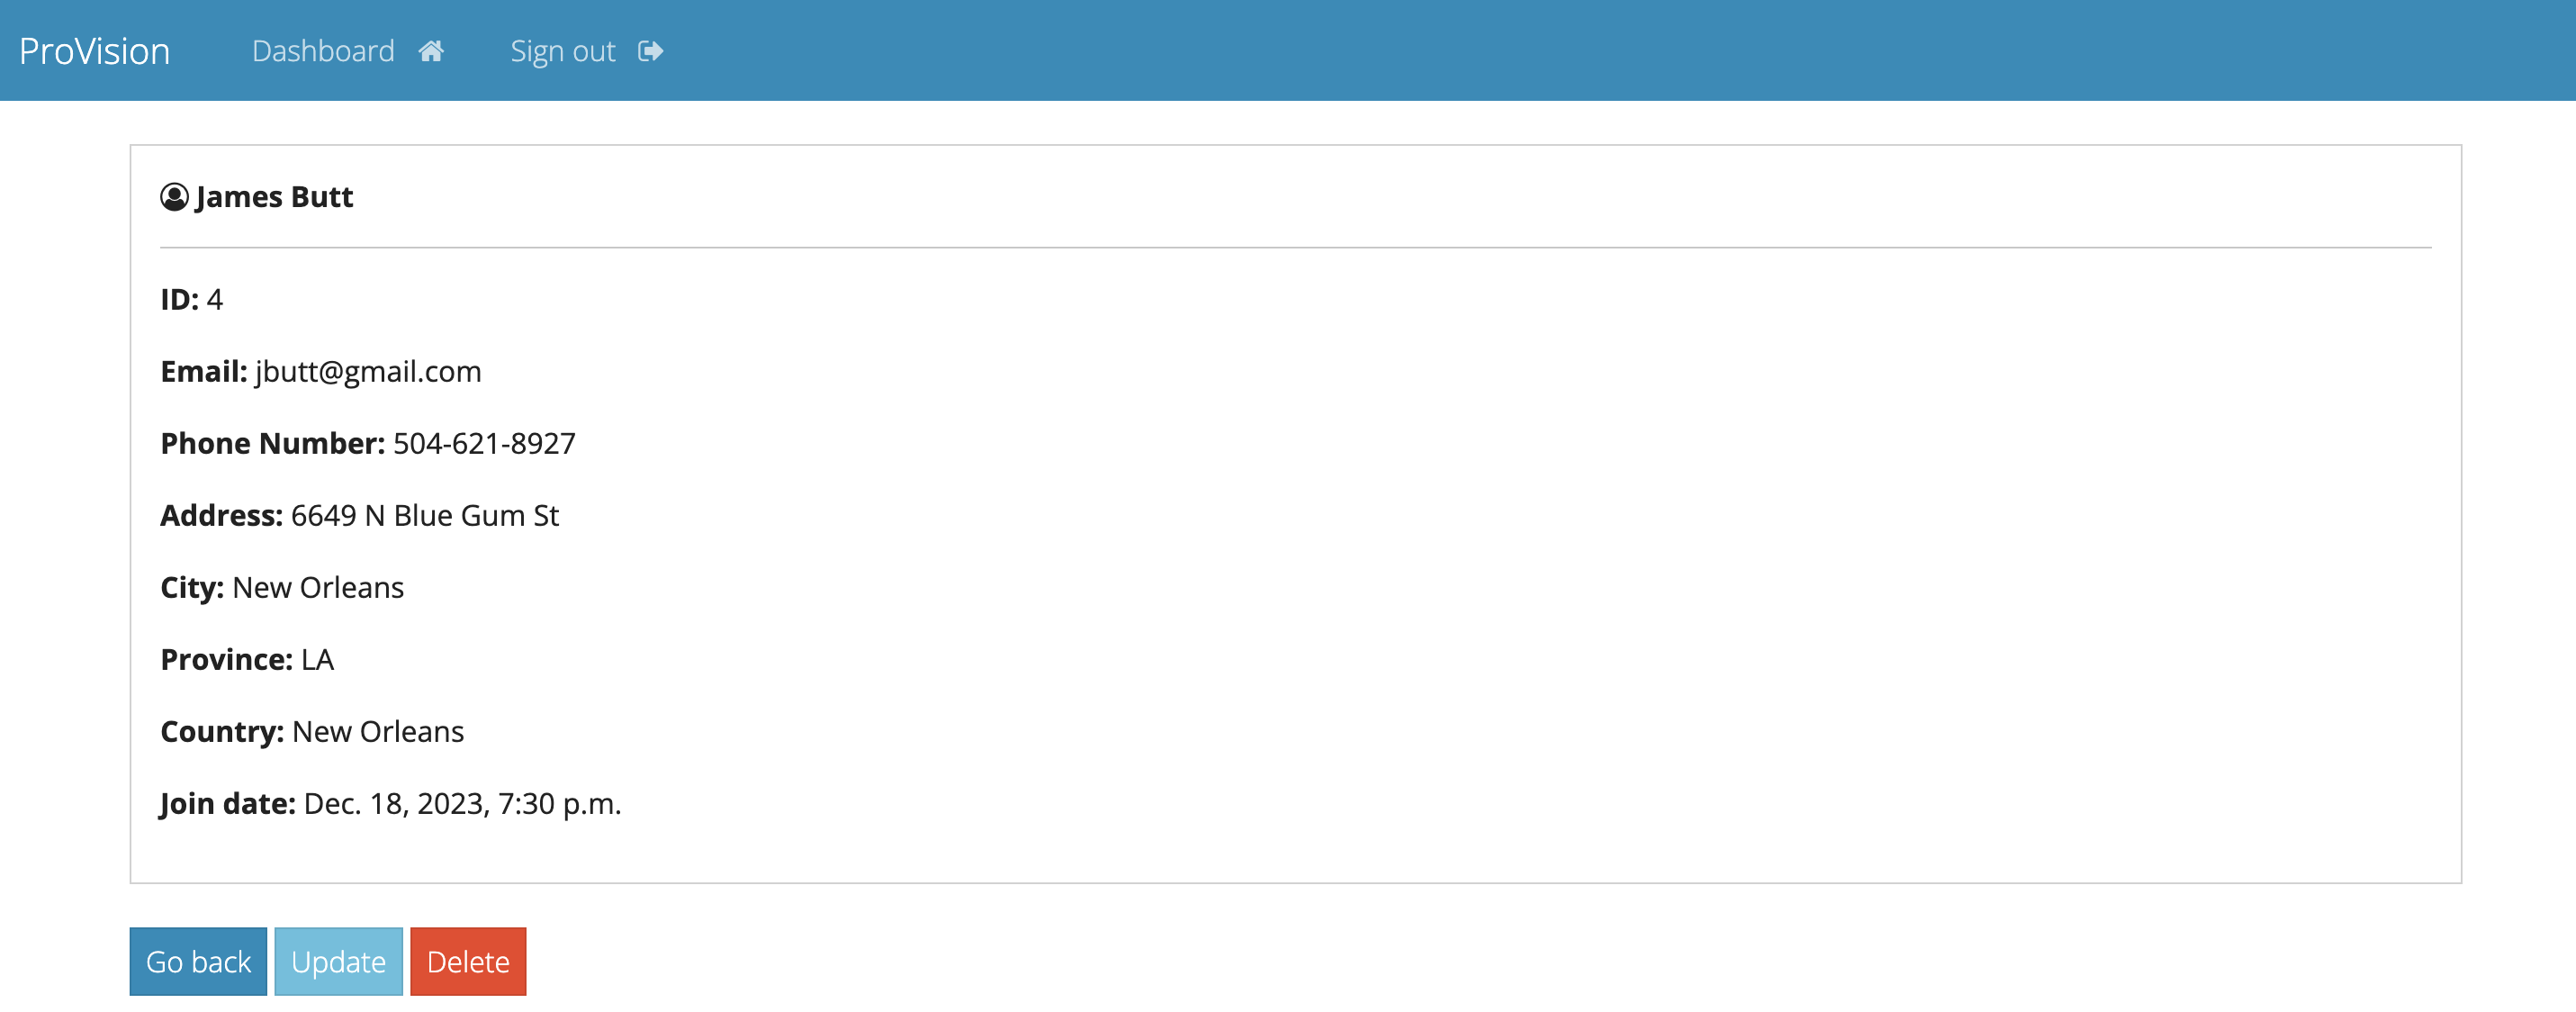 ProVision Dashboard Sign out
James Butt
ID: 4
Email: jbutt@gmail.com
Phone Number: 504-621-8927
Address: 6649 N Blue Gum St
City: New Orleans
Province: LA
Country: New Orleans
Join date: Dec. 18, 2023, 7:30 p.m.
Go back Update Delete